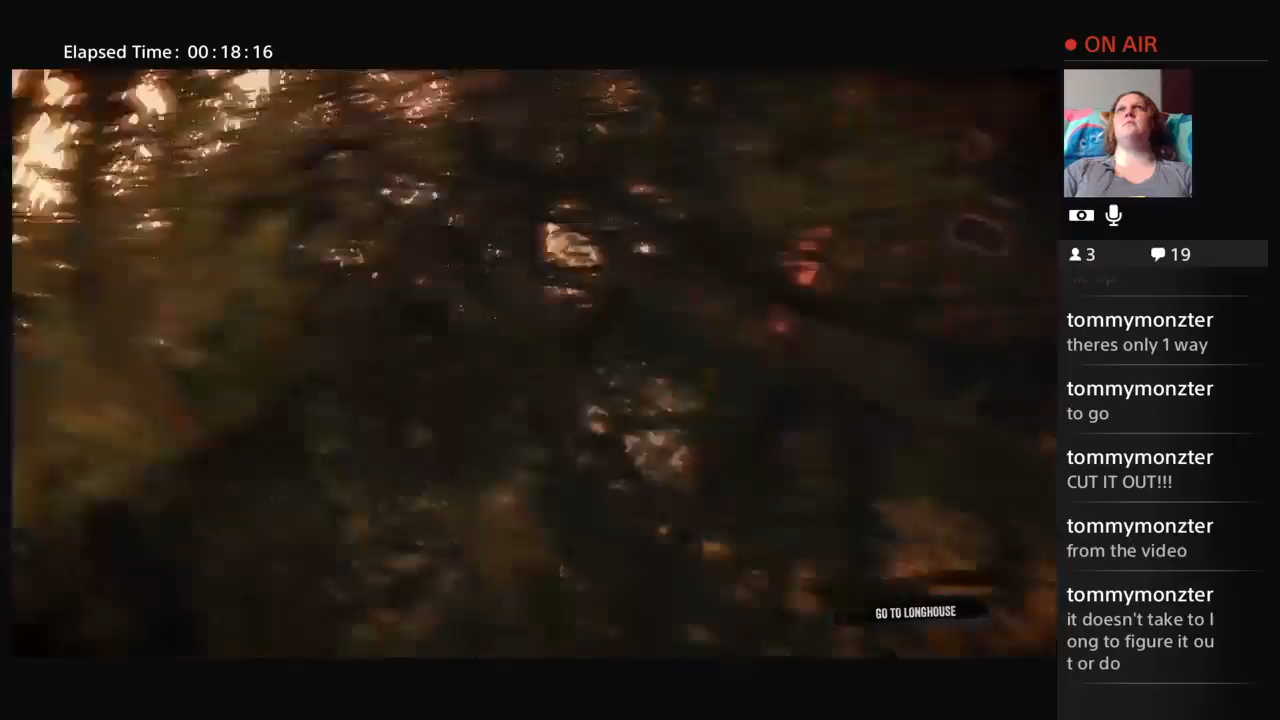 Elapsed Time: 00:18:16
ON AIR
3 19
tommymonzter
theres only 1 way
tommymonzter
to go
tommymonzter
CUT IT OUT!!!
tommymonzter
from the video
tommymonzter
it doesn't take to l
ong to figure it ou
t or do
GO TO LONGHOUSE